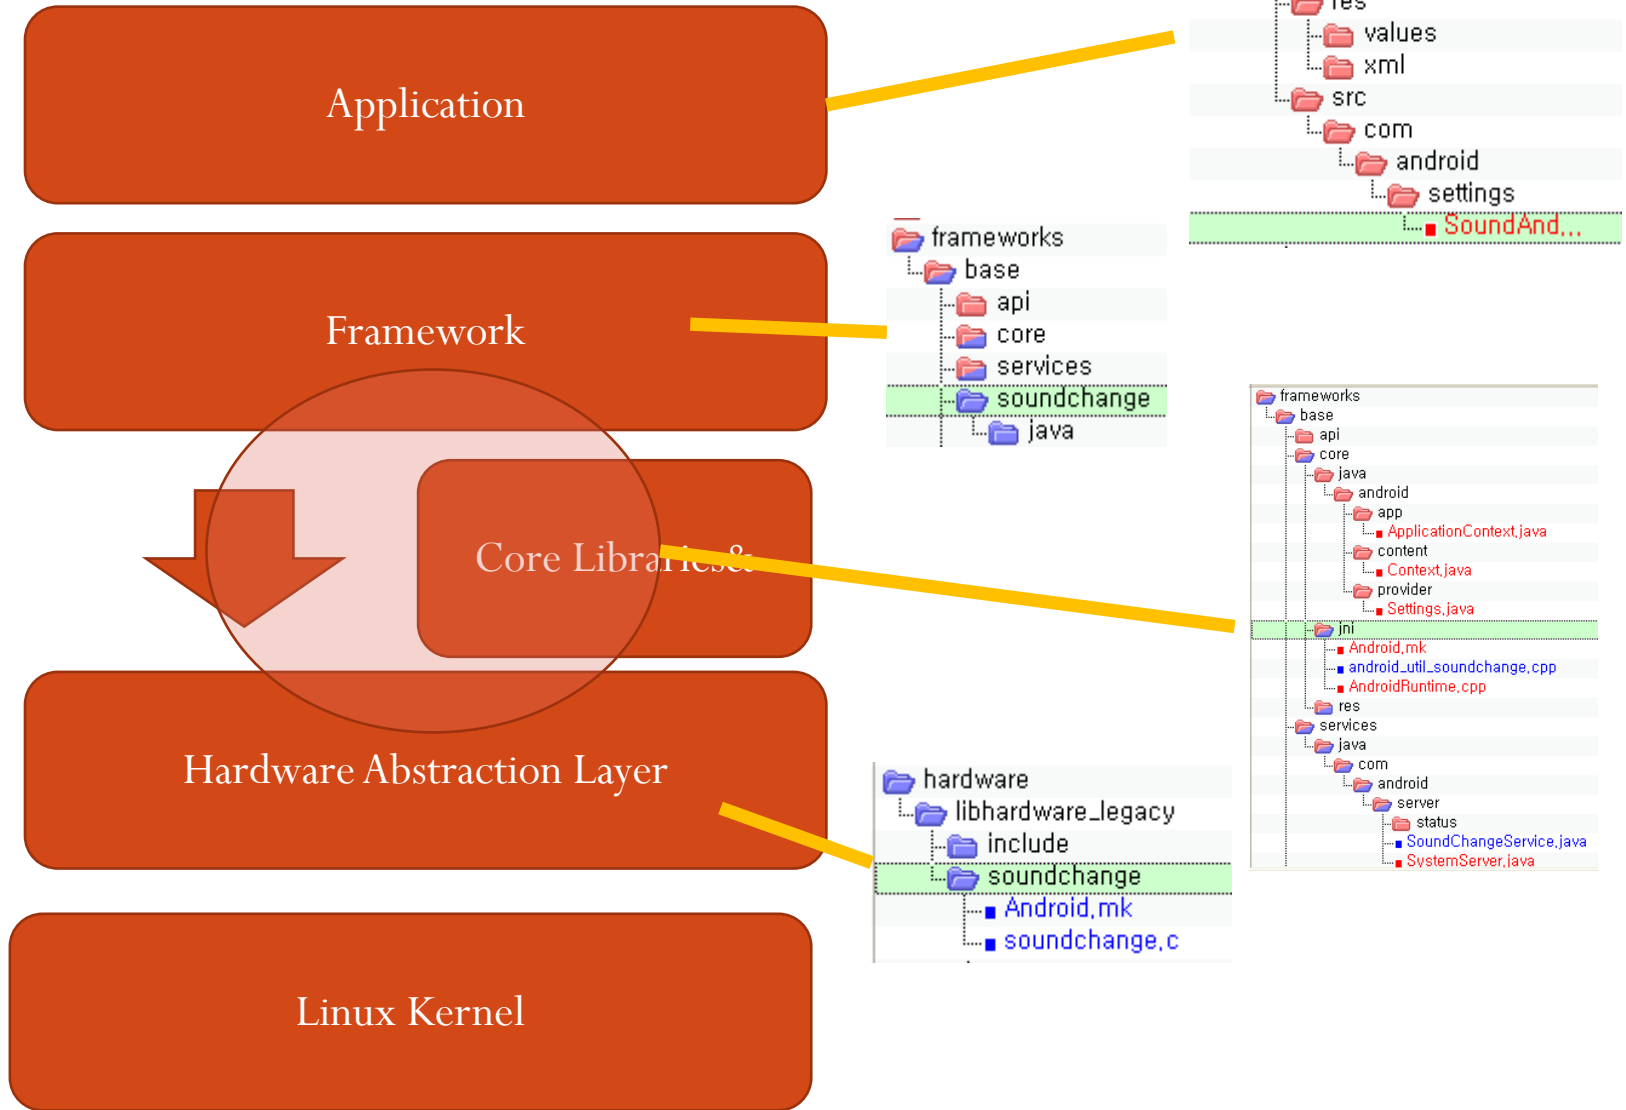 Application
res
values
xml
src
com
android
settings
SoundAnd...
Framework
frameworks
base
api
core
services
soundchange
java
Core Libraries&
frameworks
base
api
core
java
android
app
ApplicationContext.java
content
Context.java
provider
Settings.java
jni
Android.mk
android_util_soundchange.cpp
AndroidRuntime.cpp
res
services
java
com
android
server
status
SoundChangeService.java
SystemServer.java
Hardware Abstraction Layer
hardware
libhardware_legacy
include
soundchange
Android.mk
soundchange.c
Linux Kernel